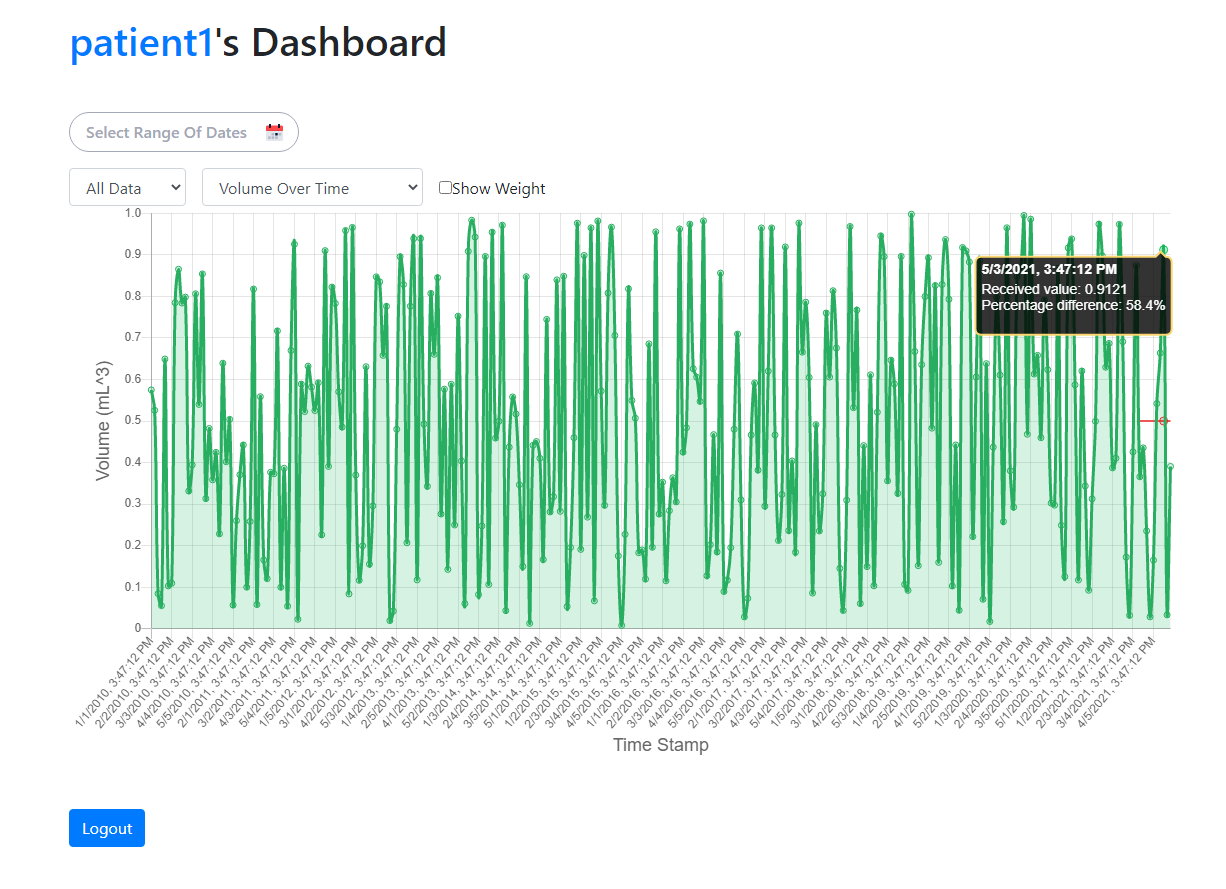 patient1's Dashboard
Select Range Of Dates
All Data
Volume Over Time
Show Weight
1.0
0.9
0.8
0.7
0.6
0.5
0.4
0.3
0.2
0.1
0
Volume (mL^3)
5/3/2021, 3:47:12 PM
Received value: 0.9121
Percentage difference: 58.4%
1/1/2010, 3:47:12 PM
2/2/2010, 3:47:12 PM
3/3/2010, 3:47:12 PM
4/4/2010, 3:47:12 PM
5/5/2010, 3:47:12 PM
2/1/2011, 3:47:12 PM
3/2/2011, 3:47:12 PM
4/3/2011, 3:47:12 PM
5/4/2011, 3:47:12 PM
1/5/2012, 3:47:12 PM
3/1/2012, 3:47:12 PM
4/2/2012, 3:47:12 PM
5/3/2012, 3:47:12 PM
1/4/2013, 3:47:12 PM
2/5/2013, 3:47:12 PM
4/1/2013, 3:47:12 PM
5/2/2013, 3:47:12 PM
1/3/2014, 3:47:12 PM
2/4/2014, 3:47:12 PM
3/5/2014, 3:47:12 PM
5/1/2014, 3:47:12 PM
1/2/2015, 3:47:12 PM
2/3/2015, 3:47:12 PM
3/4/2015, 3:47:12 PM
4/5/2015, 3:47:12 PM
1/1/2016, 3:47:12 PM
2/2/2016, 3:47:12 PM
3/3/2016, 3:47:12 PM
4/4/2016, 3:47:12 PM
5/5/2016, 3:47:12 PM
2/1/2017, 3:47:12 PM
3/2/2017, 3:47:12 PM
4/3/2017, 3:47:12 PM
5/4/2017, 3:47:12 PM
1/5/2018, 3:47:12 PM
3/1/2018, 3:47:12 PM
4/2/2018, 3:47:12 PM
5/3/2018, 3:47:12 PM
1/4/2019, 3:47:12 PM
2/5/2019, 3:47:12 PM
4/1/2019, 3:47:12 PM
5/2/2019, 3:47:12 PM
1/3/2020, 3:47:12 PM
2/4/2020, 3:47:12 PM
3/5/2020, 3:47:12 PM
5/1/2020, 3:47:12 PM
1/2/2021, 3:47:12 PM
2/3/2021, 3:47:12 PM
3/4/2021, 3:47:12 PM
4/5/2021, 3:47:12 PM
Time Stamp
Logout